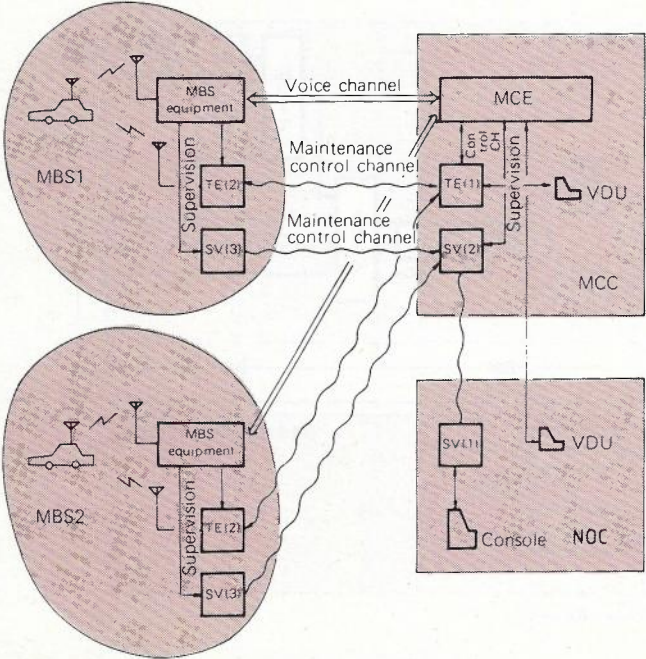 MBS
equipment
MBS1
Supervision
TE(2)
SV(3)
Voice channel
Maintenance
control channel
Maintenance
control channel
MCE
Con
trol
CH
Supervision
TE(1)
VDU
SV(2)
MCC
MBS
equipment
MBS2
Supervision
TE(2)
SV(3)
SV(1)
VDU
Console
NOC